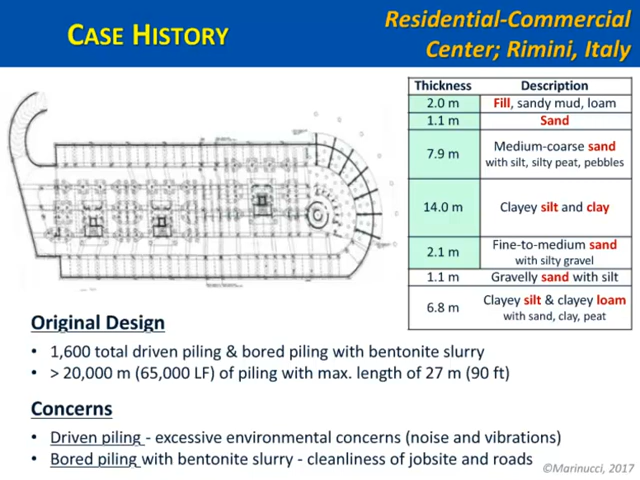 CASE HISTORY
Residential-Commercial
Center; Rimini, Italy
Thickness Description
2.0 m Fill, sandy mud, loam
1.1 m Sand
7.9 m Medium-coarse sand
with silt, silty peat, pebbles
14.0 m Clayey silt and clay
2.1 m Fine-to-medium sand
with silty gravel
1.1 m Gravelly sand with silt
6.8 m Clayey silt & clayey loam
with sand, clay, peat
Original Design
• 1,600 total driven piling & bored piling with bentonite slurry
• > 20,000 m (65,000 LF) of piling with max. length of 27 m (90 ft)
Concerns
• Driven piling - excessive environmental concerns (noise and vibrations)
• Bored piling with bentonite slurry - cleanliness of jobsite and roads
©Marinucci, 2017